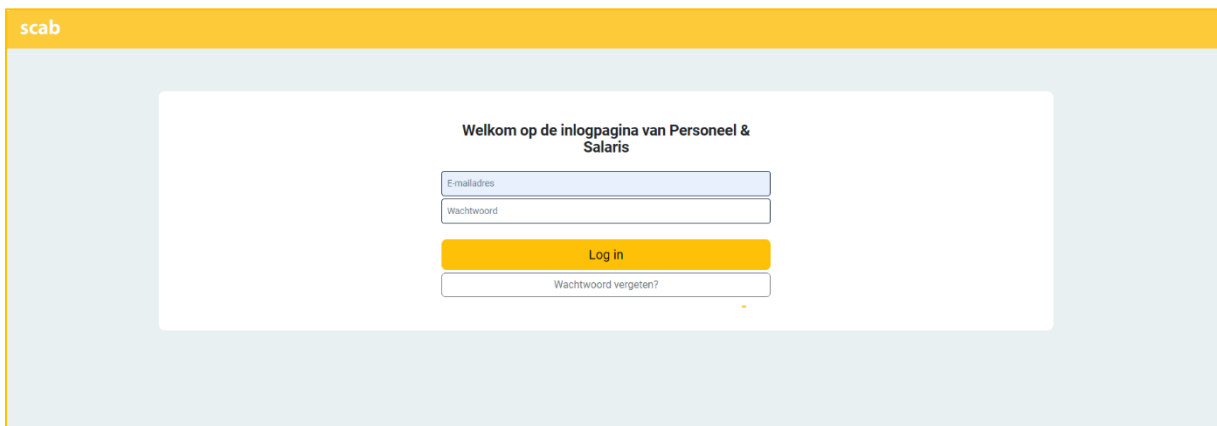 scab
Welkom op de inlogpagina van Personeel &
Salaris
E-mailadres
Wachtwoord
Log in
Wachtwoord vergeten?